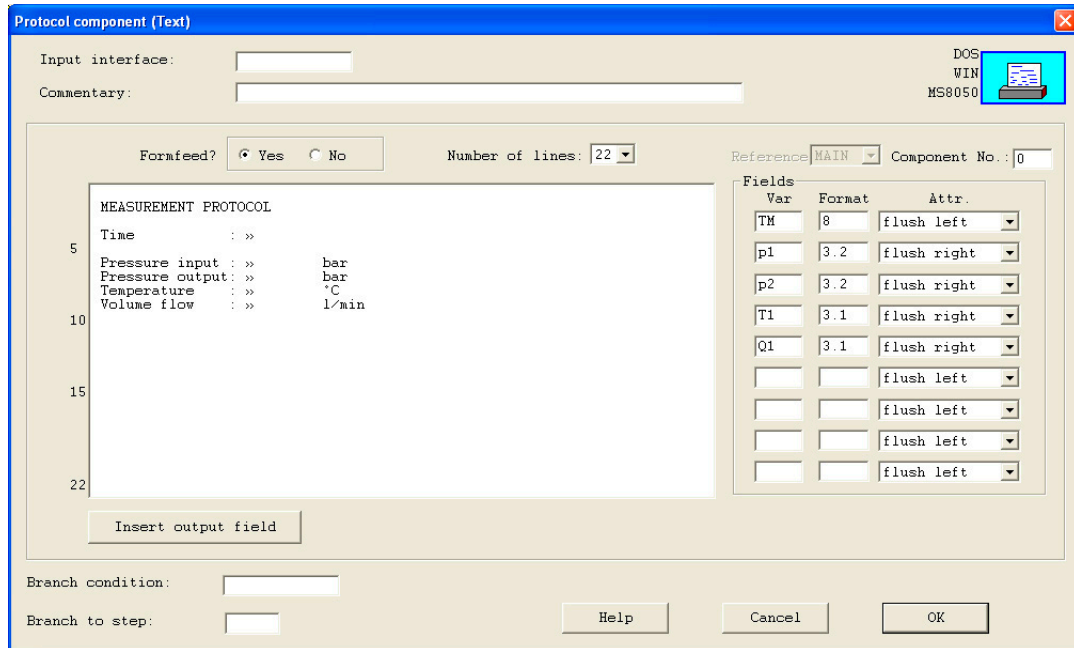 Protocol component (Text)
Input interface:
DOS
WIN
MS8050
Commentary:
Formfeed? Yes No Number of lines: 22
Reference MAIN Component No.: 0
Fields
Var Format Attr.
TM 8 flush left
p1 3.2 flush right
p2 3.2 flush right
T1 3.1 flush right
Q1 3.1 flush right
flush left
flush left
flush left
flush left
MEASUREMENT PROTOCOL
Time : »
5
Pressure input : » bar
Pressure output: » bar
Temperature : » °C
Volume flow : » l/min
10
15
22
Insert output field
Branch condition:
Branch to step:
Help Cancel OK